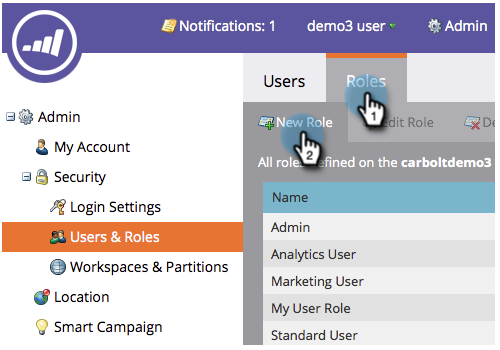 Notifications: 1 demo3 user Admin
Users Roles
Admin
My Account
Security
Login Settings
Users & Roles
Workspaces & Partitions
Location
Smart Campaign
1
New Role Edit Role De
2
All roles defined on the carboltdemo3
Name
Admin
Analytics User
Marketing User
My User Role
Standard User